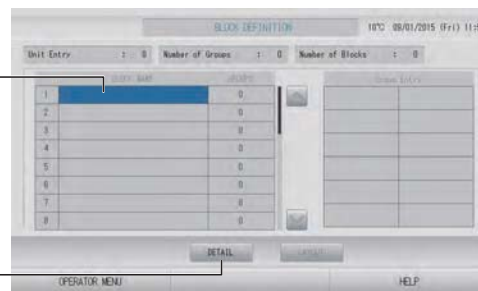 BLOCK DEFINITION
10°C 09/01/2015 (Fri) 11:5
Unit Entry : 0 Number of Groups : 0 Number of Blocks : 0
BLOCK NAME GROUPS Group Entry
1 0
2 0
3 0
4 0
5 0
6 0
7 0
8 0
DETAIL
OPERATOR MENU HELP